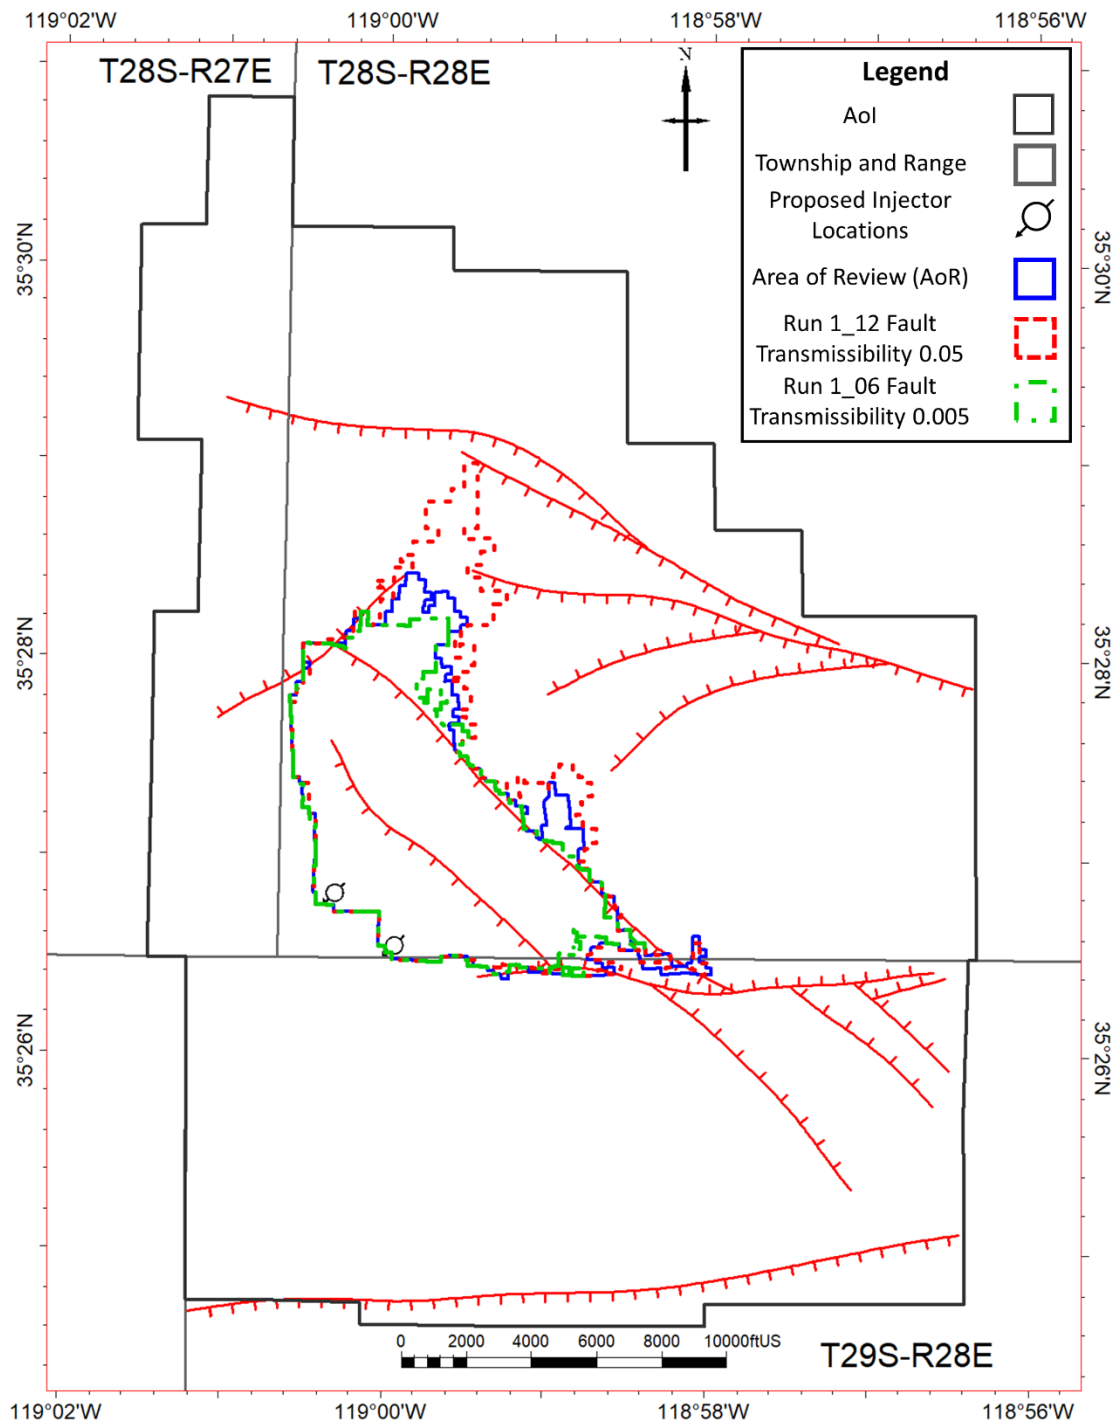 119°02'W 119°00'W 118°58'W 118°56'W
T28S-R27E T28S-R28E
N
Legend
AoI
Township and Range
Proposed Injector
Locations
Area of Review (AoR)
Run 1_12 Fault
Transmissibility 0.05
Run 1_06 Fault
Transmissibility 0.005
35°30'N 35°30'N
35°28'N 35°28'N
35°26'N 35°26'N
0 2000 4000 6000 8000 10000ftUS
T29S-R28E
119°02'W 119°00'W 118°58'W 118°56'W